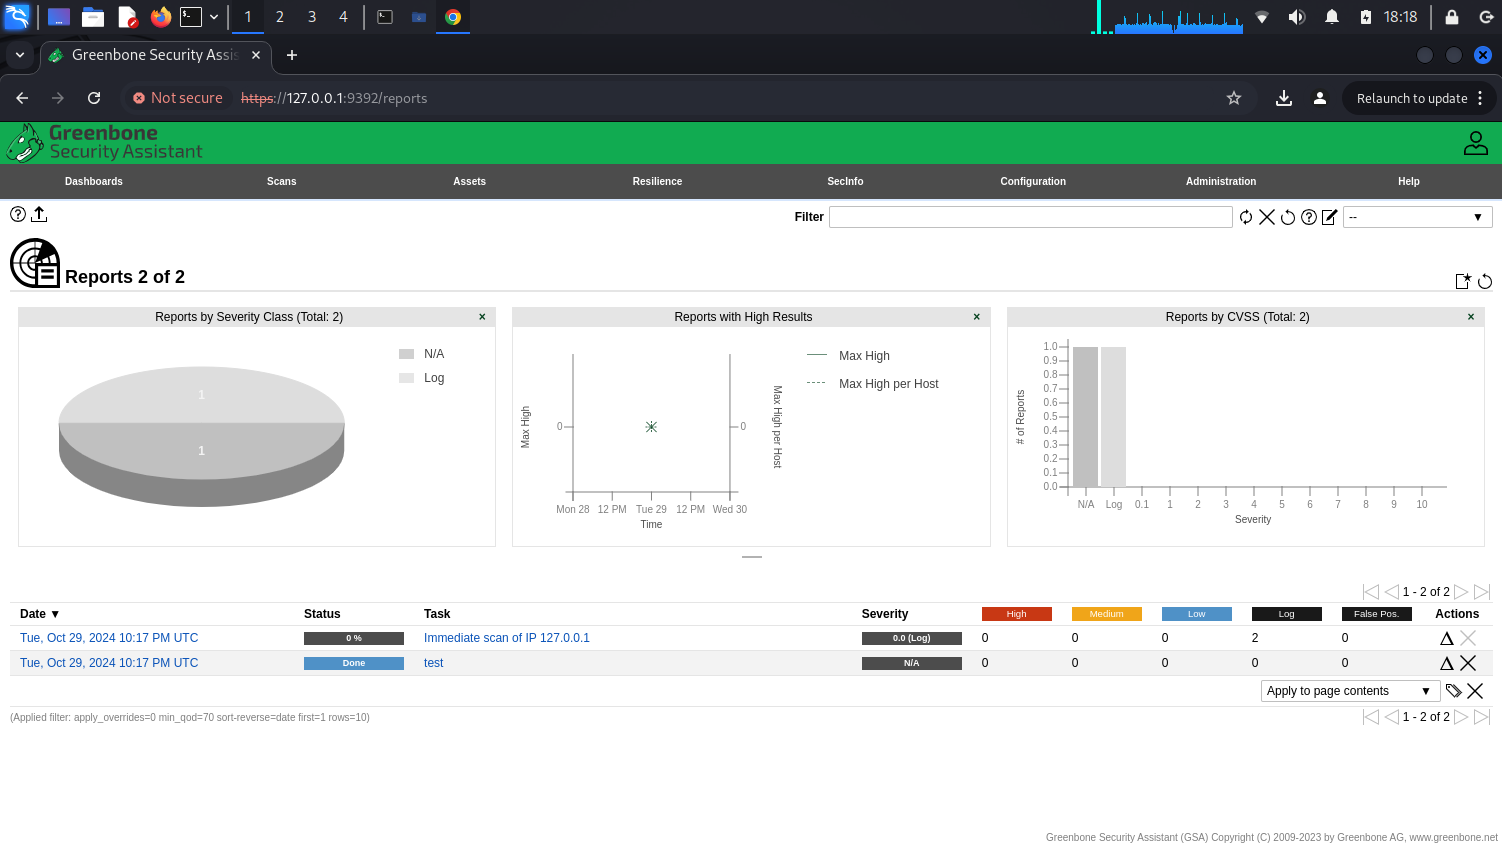 1 2 3 4 18:18
Greenbone Security Assis
Not secure https://127.0.0.1:9392/reports Relaunch to update
Greenbone
Security Assistant
Dashboards Scans Assets Resilience SecInfo Configuration Administration Help
Filter --
Reports 2 of 2
Reports by Severity Class (Total: 2) ×
N/A
Log
1
1
Reports with High Results ×
Max High
Max High per Host
Max High
0
0
Max High per Host
Mon 28 12 PM Tue 29 12 PM Wed 30
Time
Reports by CVSS (Total: 2) ×
# of Reports
1.0
0.9
0.8
0.7
0.6
0.5
0.4
0.3
0.2
0.1
0.0
N/A Log 0.1 1 2 3 4 5 6 7 8 9 10
Severity
1 - 2 of 2
Date ▼ Status Task Severity High Medium Low Log False Pos. Actions
Tue, Oct 29, 2024 10:17 PM UTC 0 % Immediate scan of IP 127.0.0.1 0.0 (Log) 0 0 0 2 0
Tue, Oct 29, 2024 10:17 PM UTC Done test N/A 0 0 0 0 0
Apply to page contents ▼
(Applied filter: apply_overrides=0 min_qod=70 sort-reverse=date first=1 rows=10) 1 - 2 of 2
Greenbone Security Assistant (GSA) Copyright (C) 2009-2023 by Greenbone AG, www.greenbone.net